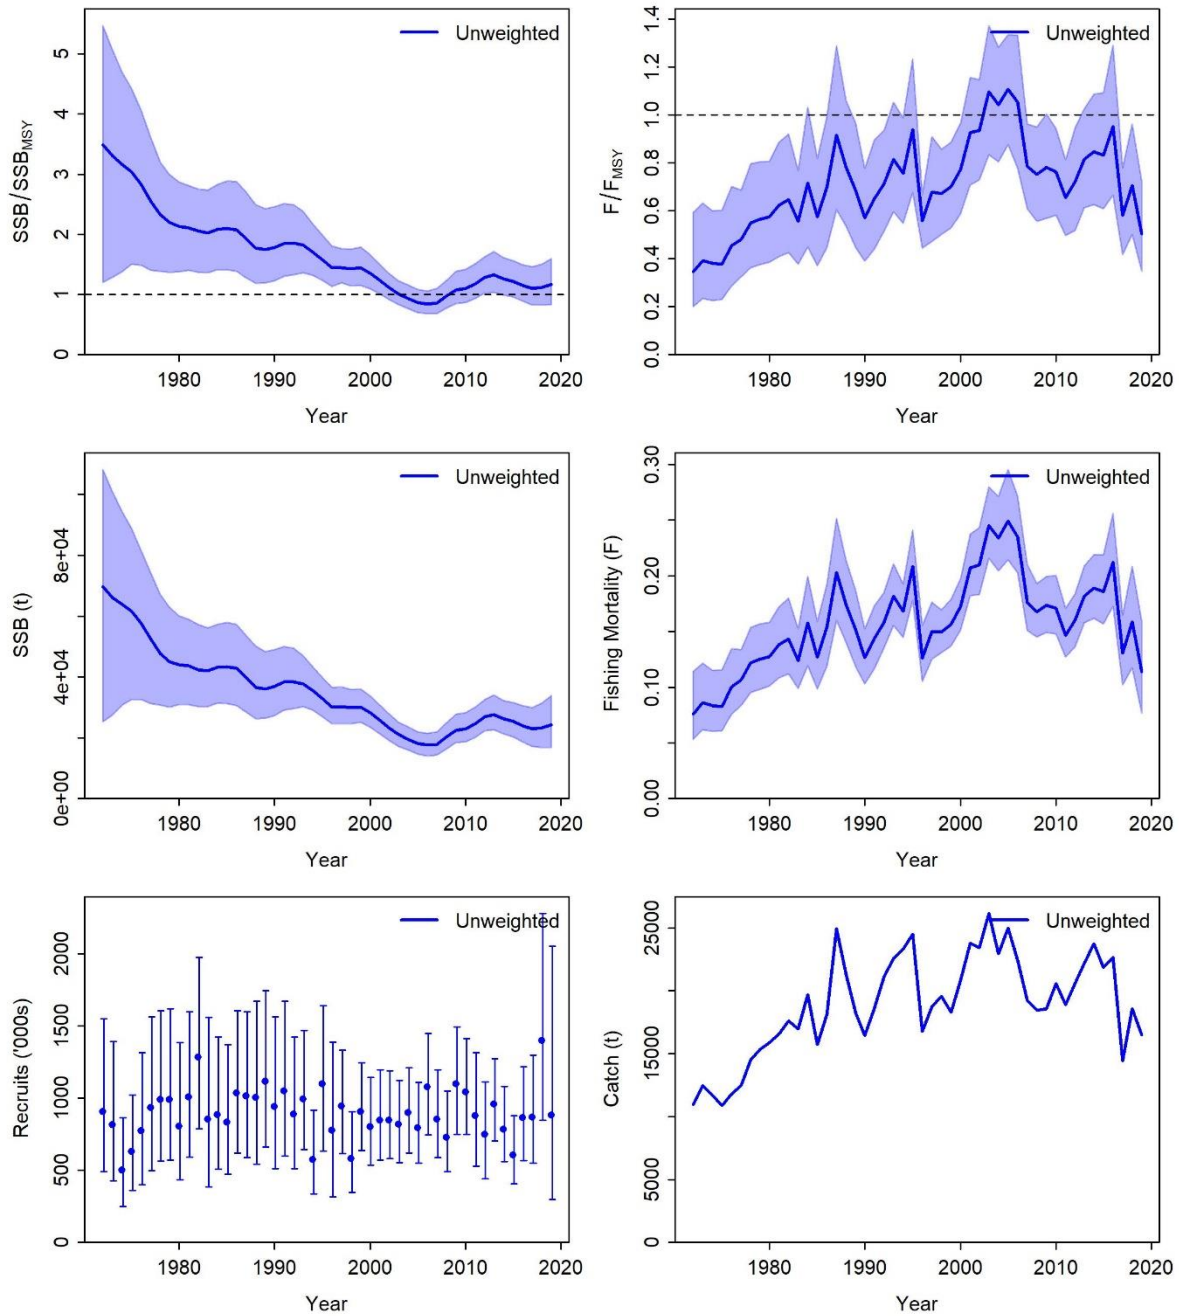 Unweighted
SSB/SSB_MSY
5
4
3
2
1
0
1980 1990 2000 2010 2020
Year
Unweighted
F/F_MSY
1.4
1.2
1.0
0.8
0.6
0.4
0.2
0.0
1980 1990 2000 2010 2020
Year
Unweighted
SSB (t)
8e+04
4e+04
0e+00
1980 1990 2000 2010 2020
Year
Unweighted
Fishing Mortality (F)
0.30
0.20
0.10
0.00
1980 1990 2000 2010 2020
Year
Unweighted
Recruits ('000s)
2000
1500
1000
500
0
1980 1990 2000 2010 2020
Year
Unweighted
Catch (t)
25000
15000
5000
0
1980 1990 2000 2010 2020
Year